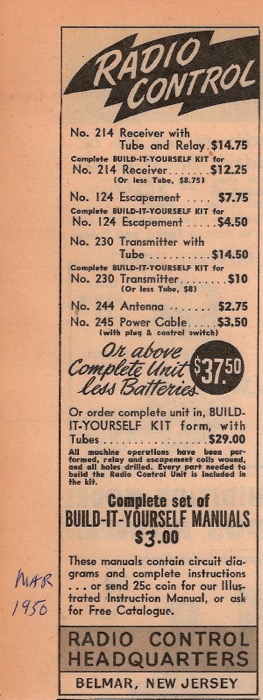 RADIO
CONTROL
No. 214 Receiver with
Tube and Relay.$14.75
Complete BUILD-IT-YOURSELF KIT for
No. 214 Receiver.......$12.25
(Or less Tube, $8.75)
No. 124 Escapement .... $7.75
Complete BUILD-IT-YOURSELF KIT for
No. 124 Escapement.....$4.50
No. 230 Transmitter with
Tube ..............$14.50
Complete BUILD-IT-YOURSELF KIT for
No. 230 Transmitter........$10
(Or less Tube, $8)
No. 244 Antenna ........ $2.75
No. 245 Power Cable.....$3.50
(with plug & control switch)
Or above
Complete Unit $37.50
less Batteries
Or order complete unit in, BUILD-
IT-YOURSELF KIT form, with
Tubes ..................$29.00
All machine operations have been per-
formed, relay and escapement coils wound,
and all holes drilled. Every part needed to
build the Radio Control Unit is included in
the kit.
Complete set of
BUILD-IT-YOURSELF MANUALS
$3.00
These manuals contain circuit dia-
grams and complete instructions
... or send 25c coin for our Illus-
trated Instruction Manual, or ask
for Free Catalogue.
MAR
1950
RADIO CONTROL
HEADQUARTERS
BELMAR, NEW JERSEY